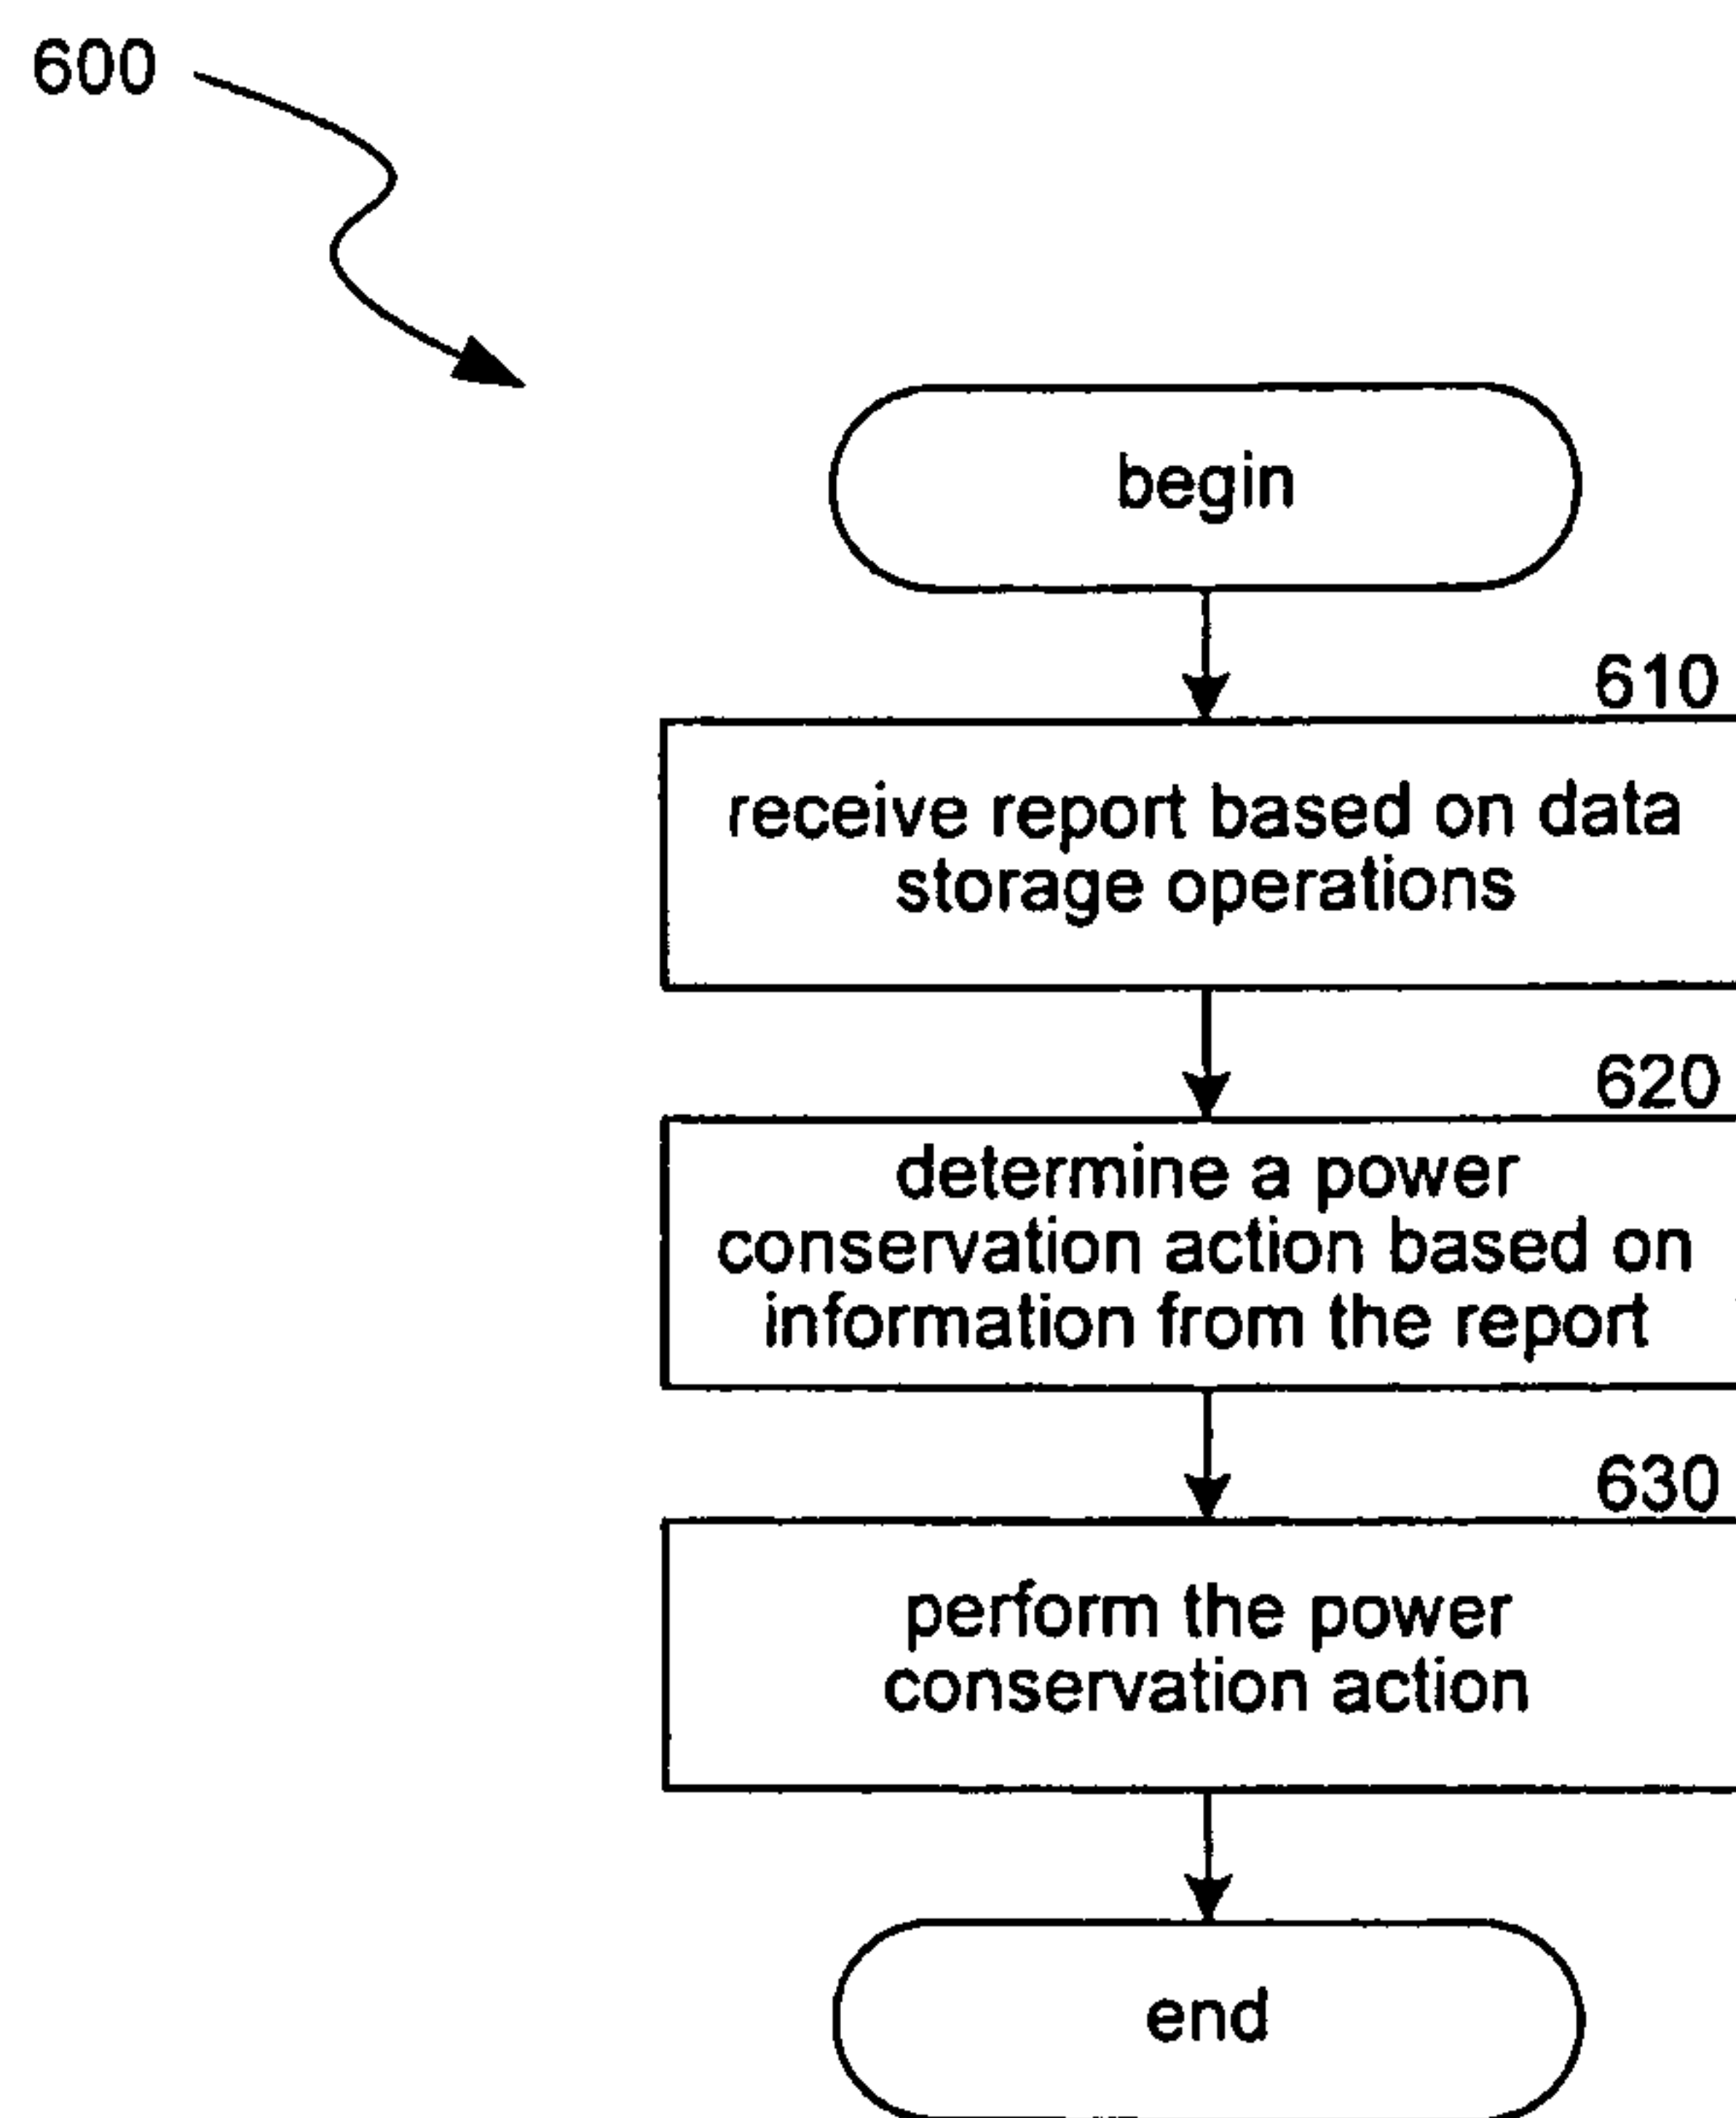 600
begin
610
receive report based on data
storage operations
620
determine a power
conservation action based on
information from the report
630
perform the power
conservation action
end